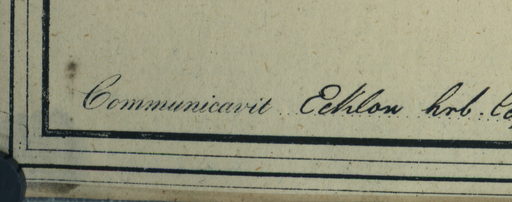 Communicavit Ecklon hrb.